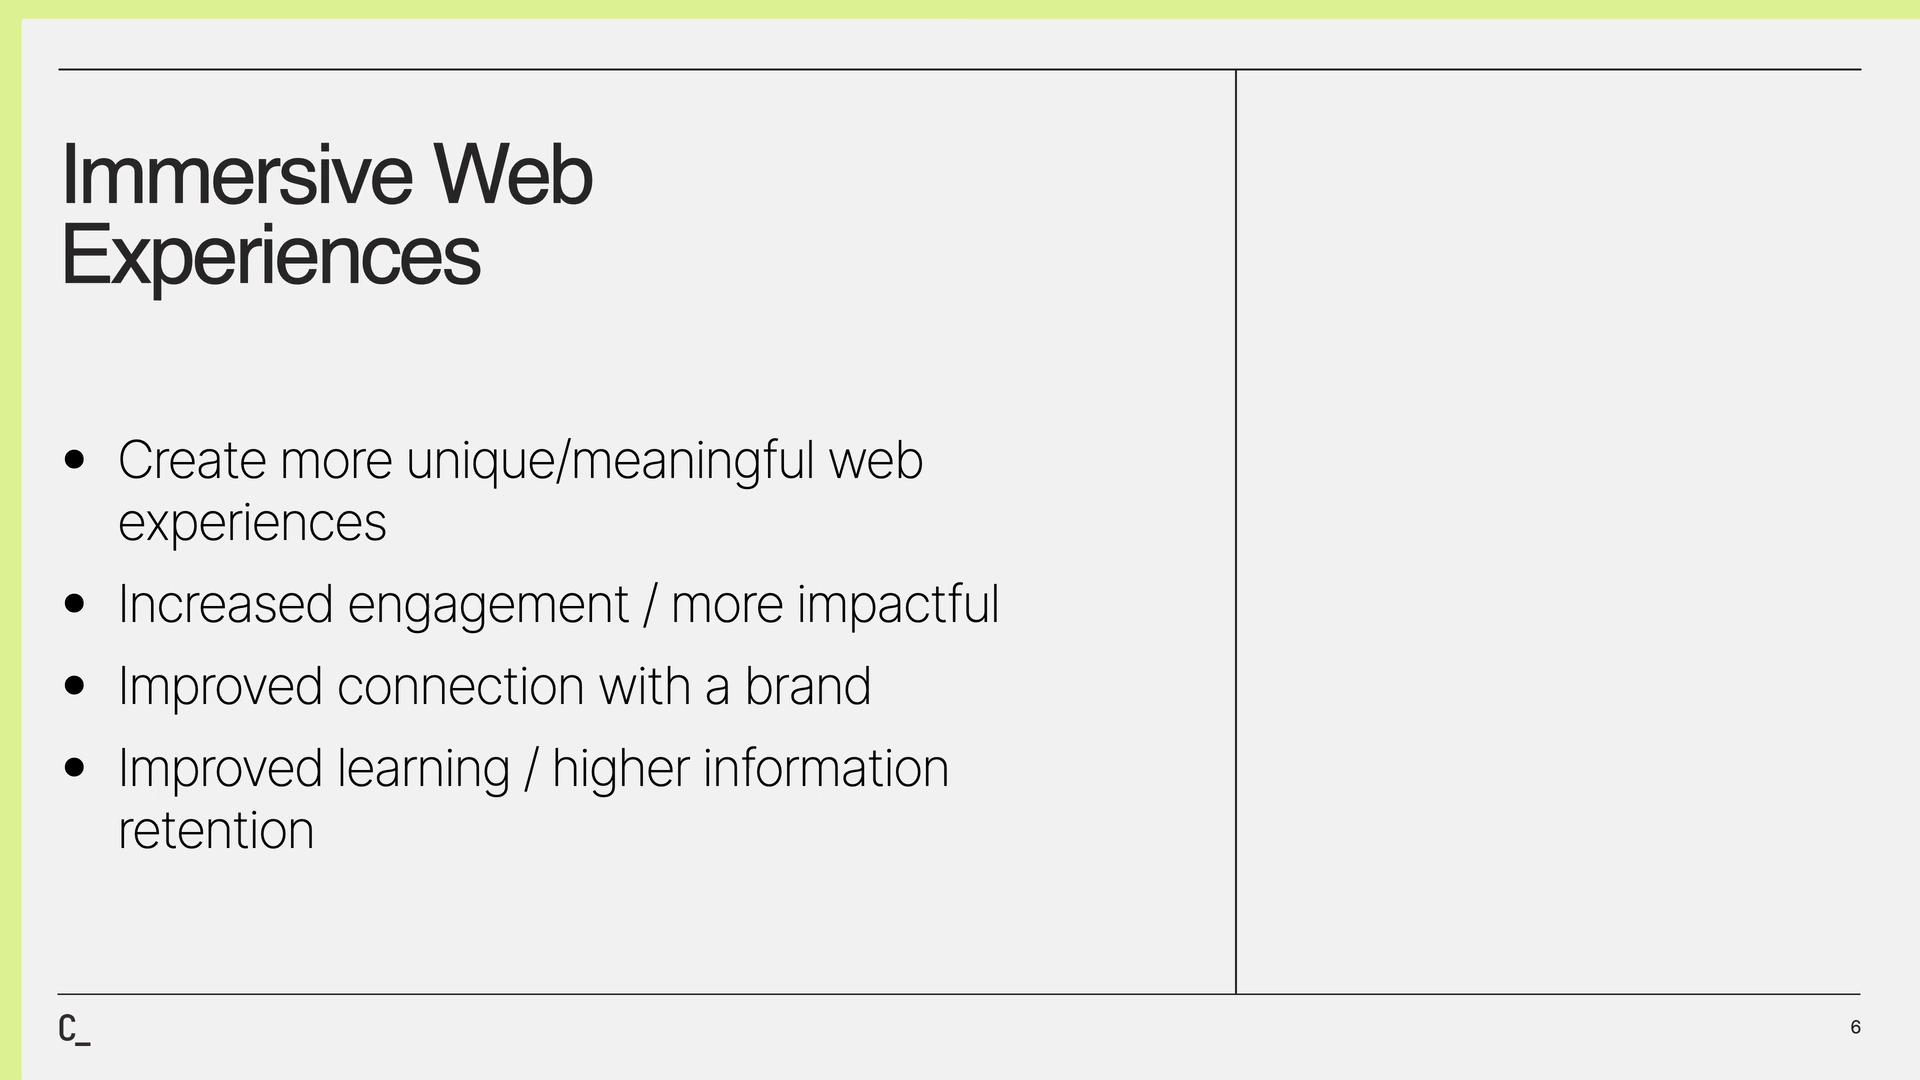 Immersive Web
Experiences
• Create more unique/meaningful web
experiences
• Increased engagement / more impactful
• Improved connection with a brand
• Improved learning / higher information
retention
C_
6